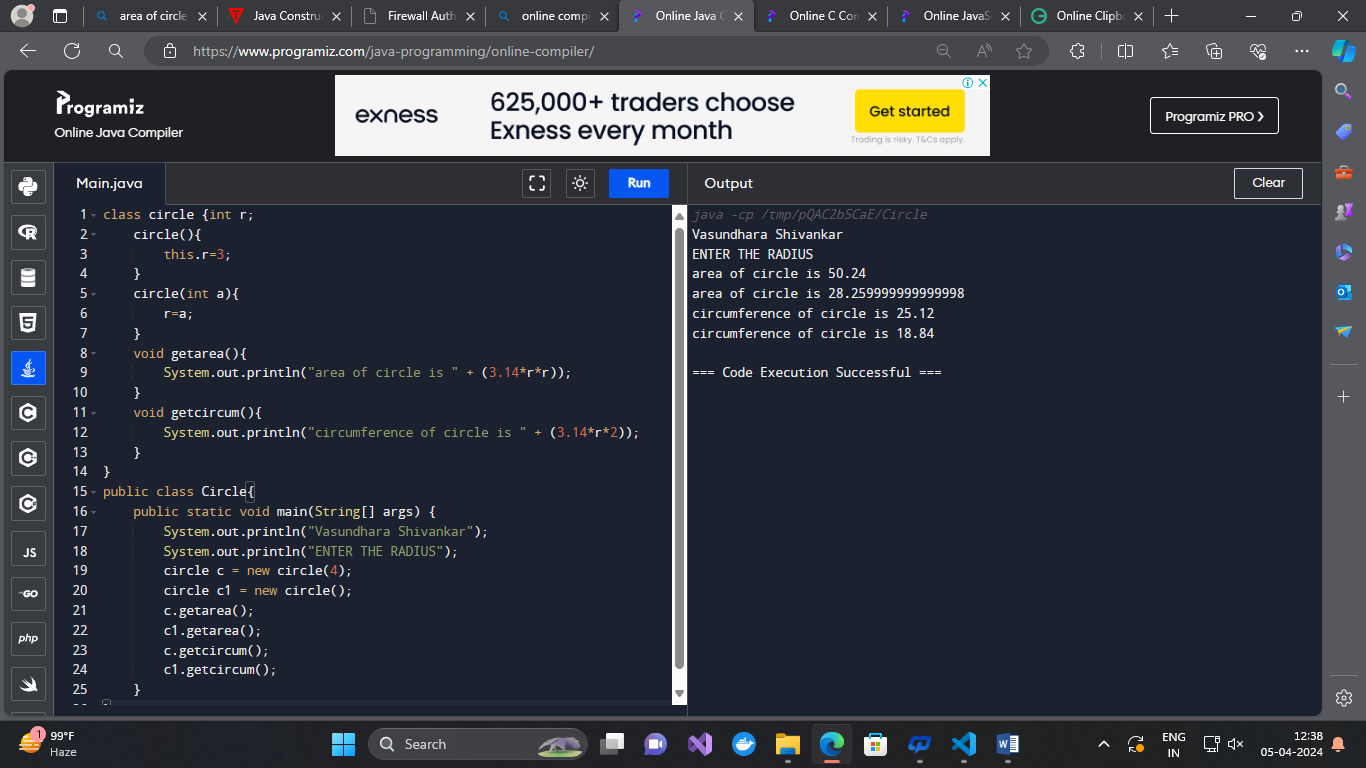 area of circle
Java Constru
Firewall Auth
online compi
Online Java C
Online C Con
Online JavaS
Online Clipb
https://www.programiz.com/java-programming/online-compiler/
Programiz
Online Java Compiler
exness
625,000+ traders choose
Exness every month
Get started
Trading is risky. T&Cs apply.
Programiz PRO
Main.java
Run
Output
Clear
1 class circle {int r;
2 circle(){
3 this.r=3;
4 }
5 circle(int a){
6 r=a;
7 }
8 void getarea(){
9 System.out.println("area of circle is " + (3.14*r*r));
10 }
11 void getcircum(){
12 System.out.println("circumference of circle is " + (3.14*r*2));
13 }
14 }
15 public class Circle{
16 public static void main(String[] args) {
17 System.out.println("Vasundhara Shivankar");
18 System.out.println("ENTER THE RADIUS");
19 circle c = new circle(4);
20 circle c1 = new circle();
21 c.getarea();
22 c1.getarea();
23 c.getcircum();
24 c1.getcircum();
25 }
java -cp /tmp/pQAC2bSCaE/Circle
Vasundhara Shivankar
ENTER THE RADIUS
area of circle is 50.24
area of circle is 28.259999999999998
circumference of circle is 25.12
circumference of circle is 18.84
=== Code Execution Successful ===
R
5
C
C
C
JS
GO
php
1
99°F
Haze
Search
ENG
IN
12:38
05-04-2024